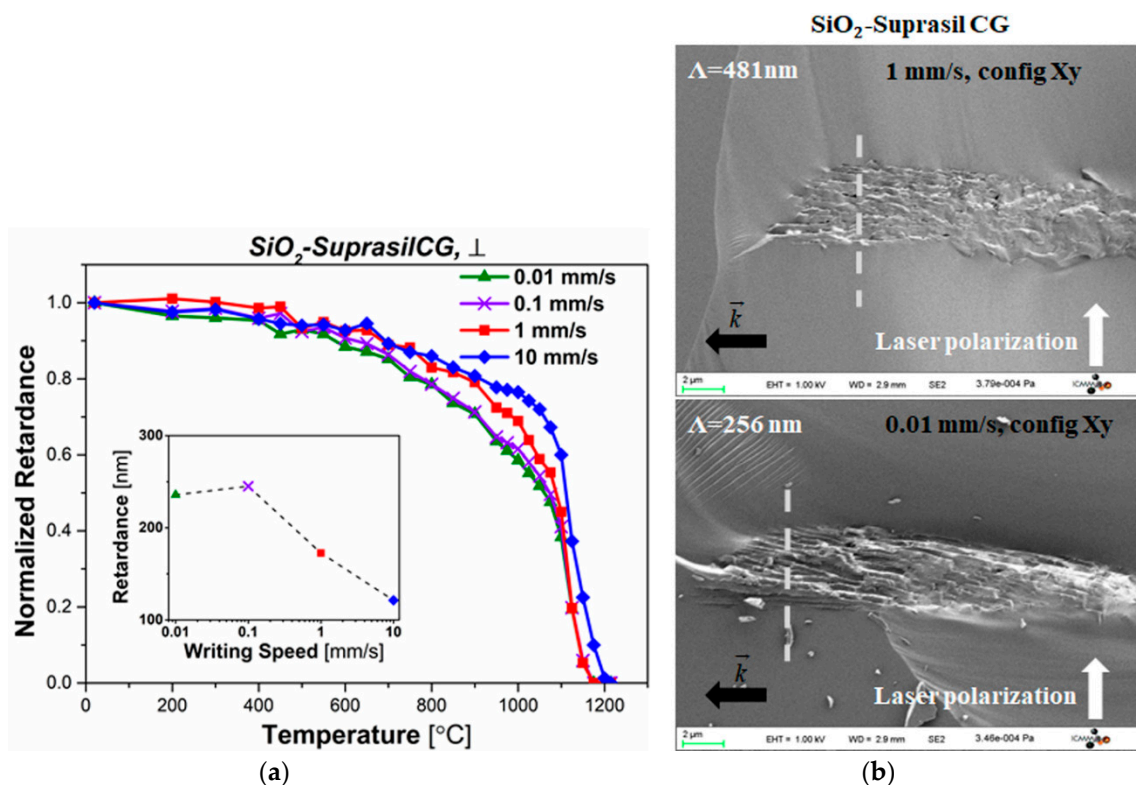 SiO₂-Suprasil CG
SiO₂-SuprasilCG, ⊥
0.01 mm/s
0.1 mm/s
1 mm/s
10 mm/s
Normalized Retardance
1.0
0.8
0.6
0.4
0.2
0.0
Retardance [nm]
300
200
100
0.01 0.1 1 10
Writing Speed [mm/s]
0 200 400 600 800 1000 1200
Temperature [°C]
(a)
Λ=481nm
1 mm/s, config Xy
k
Laser polarization
2 µm
EHT = 1.00 kV WD = 2.9 mm SE2 3.79e-004 Pa
Λ=256 nm
0.01 mm/s, config Xy
k
Laser polarization
2 µm
EHT = 1.00 kV WD = 2.9 mm SE2 3.46e-004 Pa
(b)